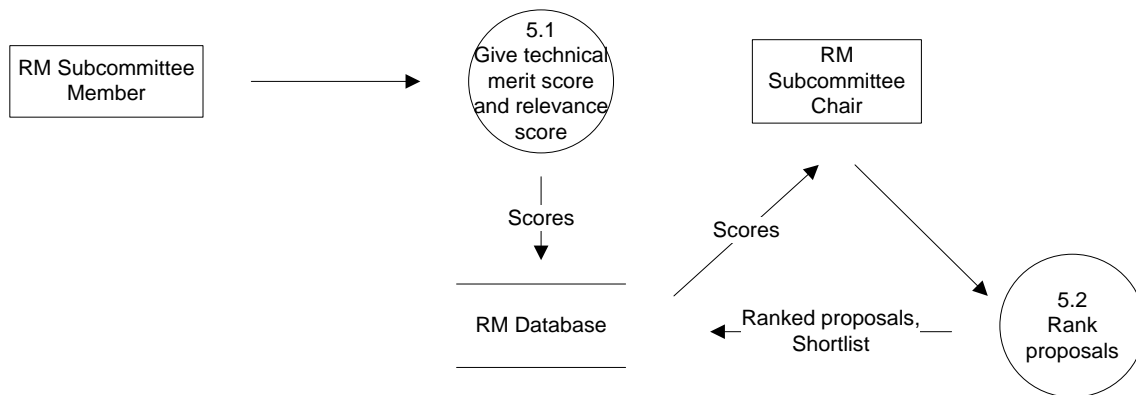 RM Subcommittee
Member
5.1
Give technical
merit score
and relevance
score
RM
Subcommittee
Chair
Scores
Scores
RM Database
Ranked proposals,
Shortlist
5.2
Rank
proposals